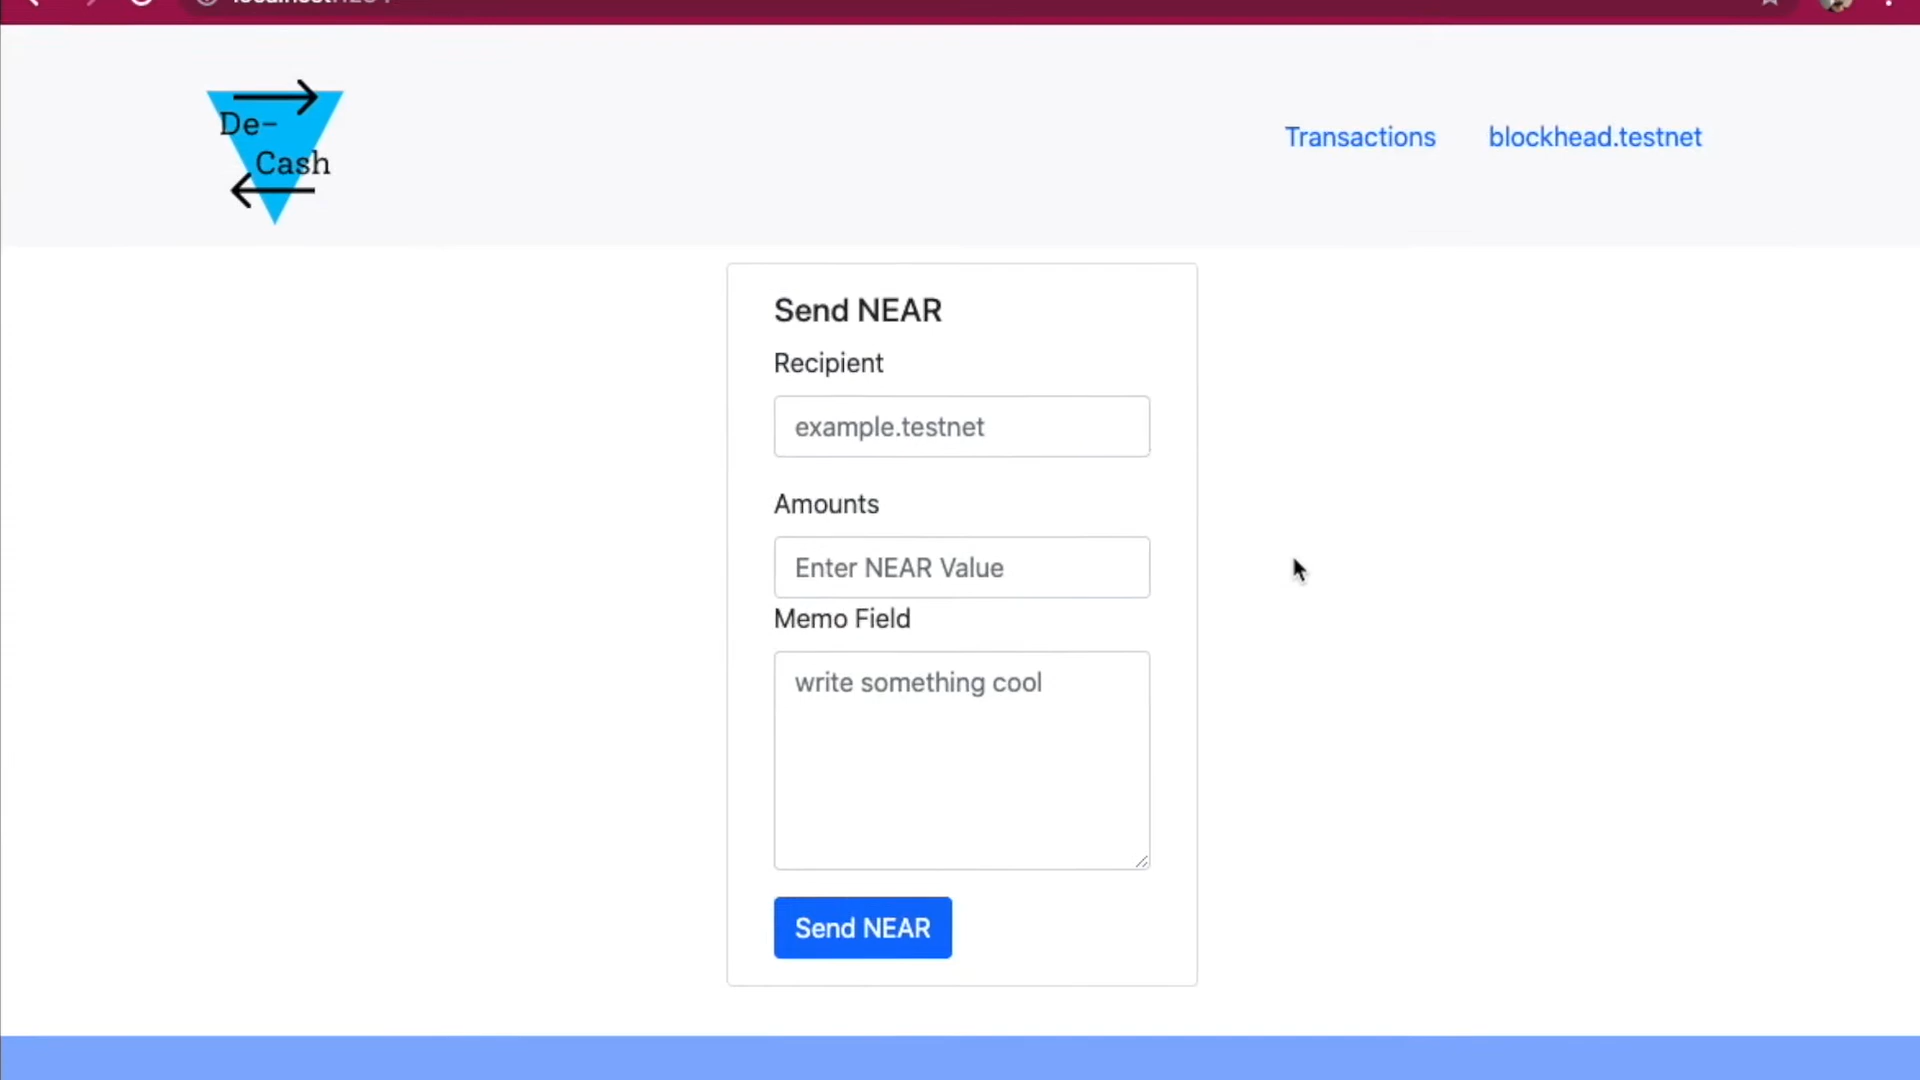 De-
Cash
Transactions
blockhead.testnet
Send NEAR
Recipient
example.testnet
Amounts
Enter NEAR Value
Memo Field
write something cool
Send NEAR